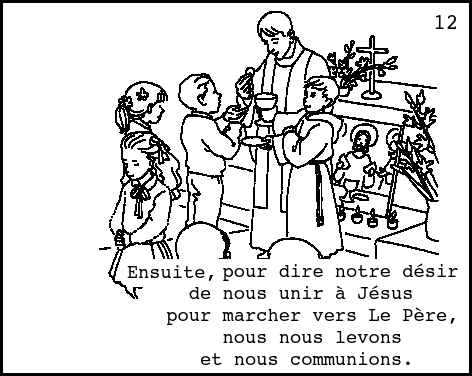 12
Ensuite, pour dire notre désir
de nous unir à Jésus
pour marcher vers Le Père,
nous nous levons
et nous communions.